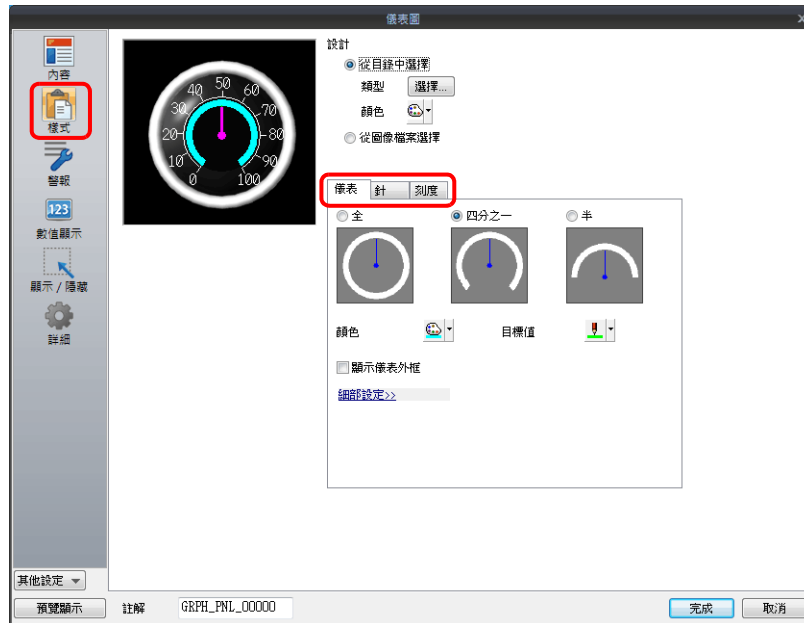 儀表圖
內容
樣式
警報
123
數值顯示
顯示 / 隱藏
詳細
其他設定
預覽顯示
0
10
20
30
40
50
60
70
80
90
100
設計
從目錄中選擇
類型 選擇...
顏色
從圖像檔案選擇
儀表 針 刻度
全 四分之一 半
顏色 目標值
顯示儀表外框
細部設定>>
註解 GRPH_PNL_00000
完成 取消